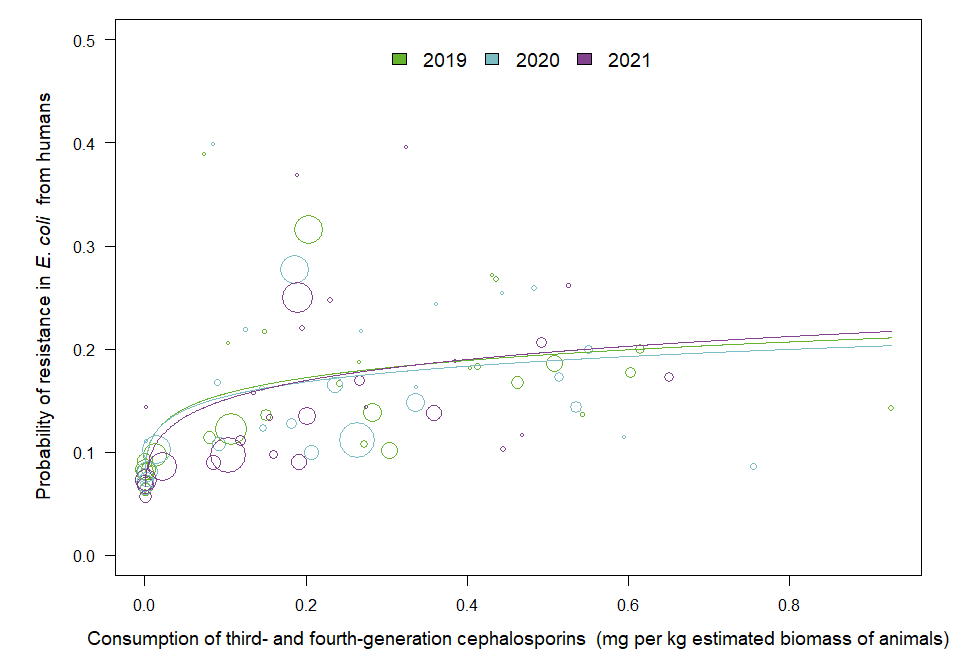 0.5
2019 2020 2021
0.4
0.3
0.2
0.1
0.0
Probability of resistance in E. coli from humans
0.0 0.2 0.4 0.6 0.8
Consumption of third- and fourth-generation cephalosporins (mg per kg estimated biomass of animals)